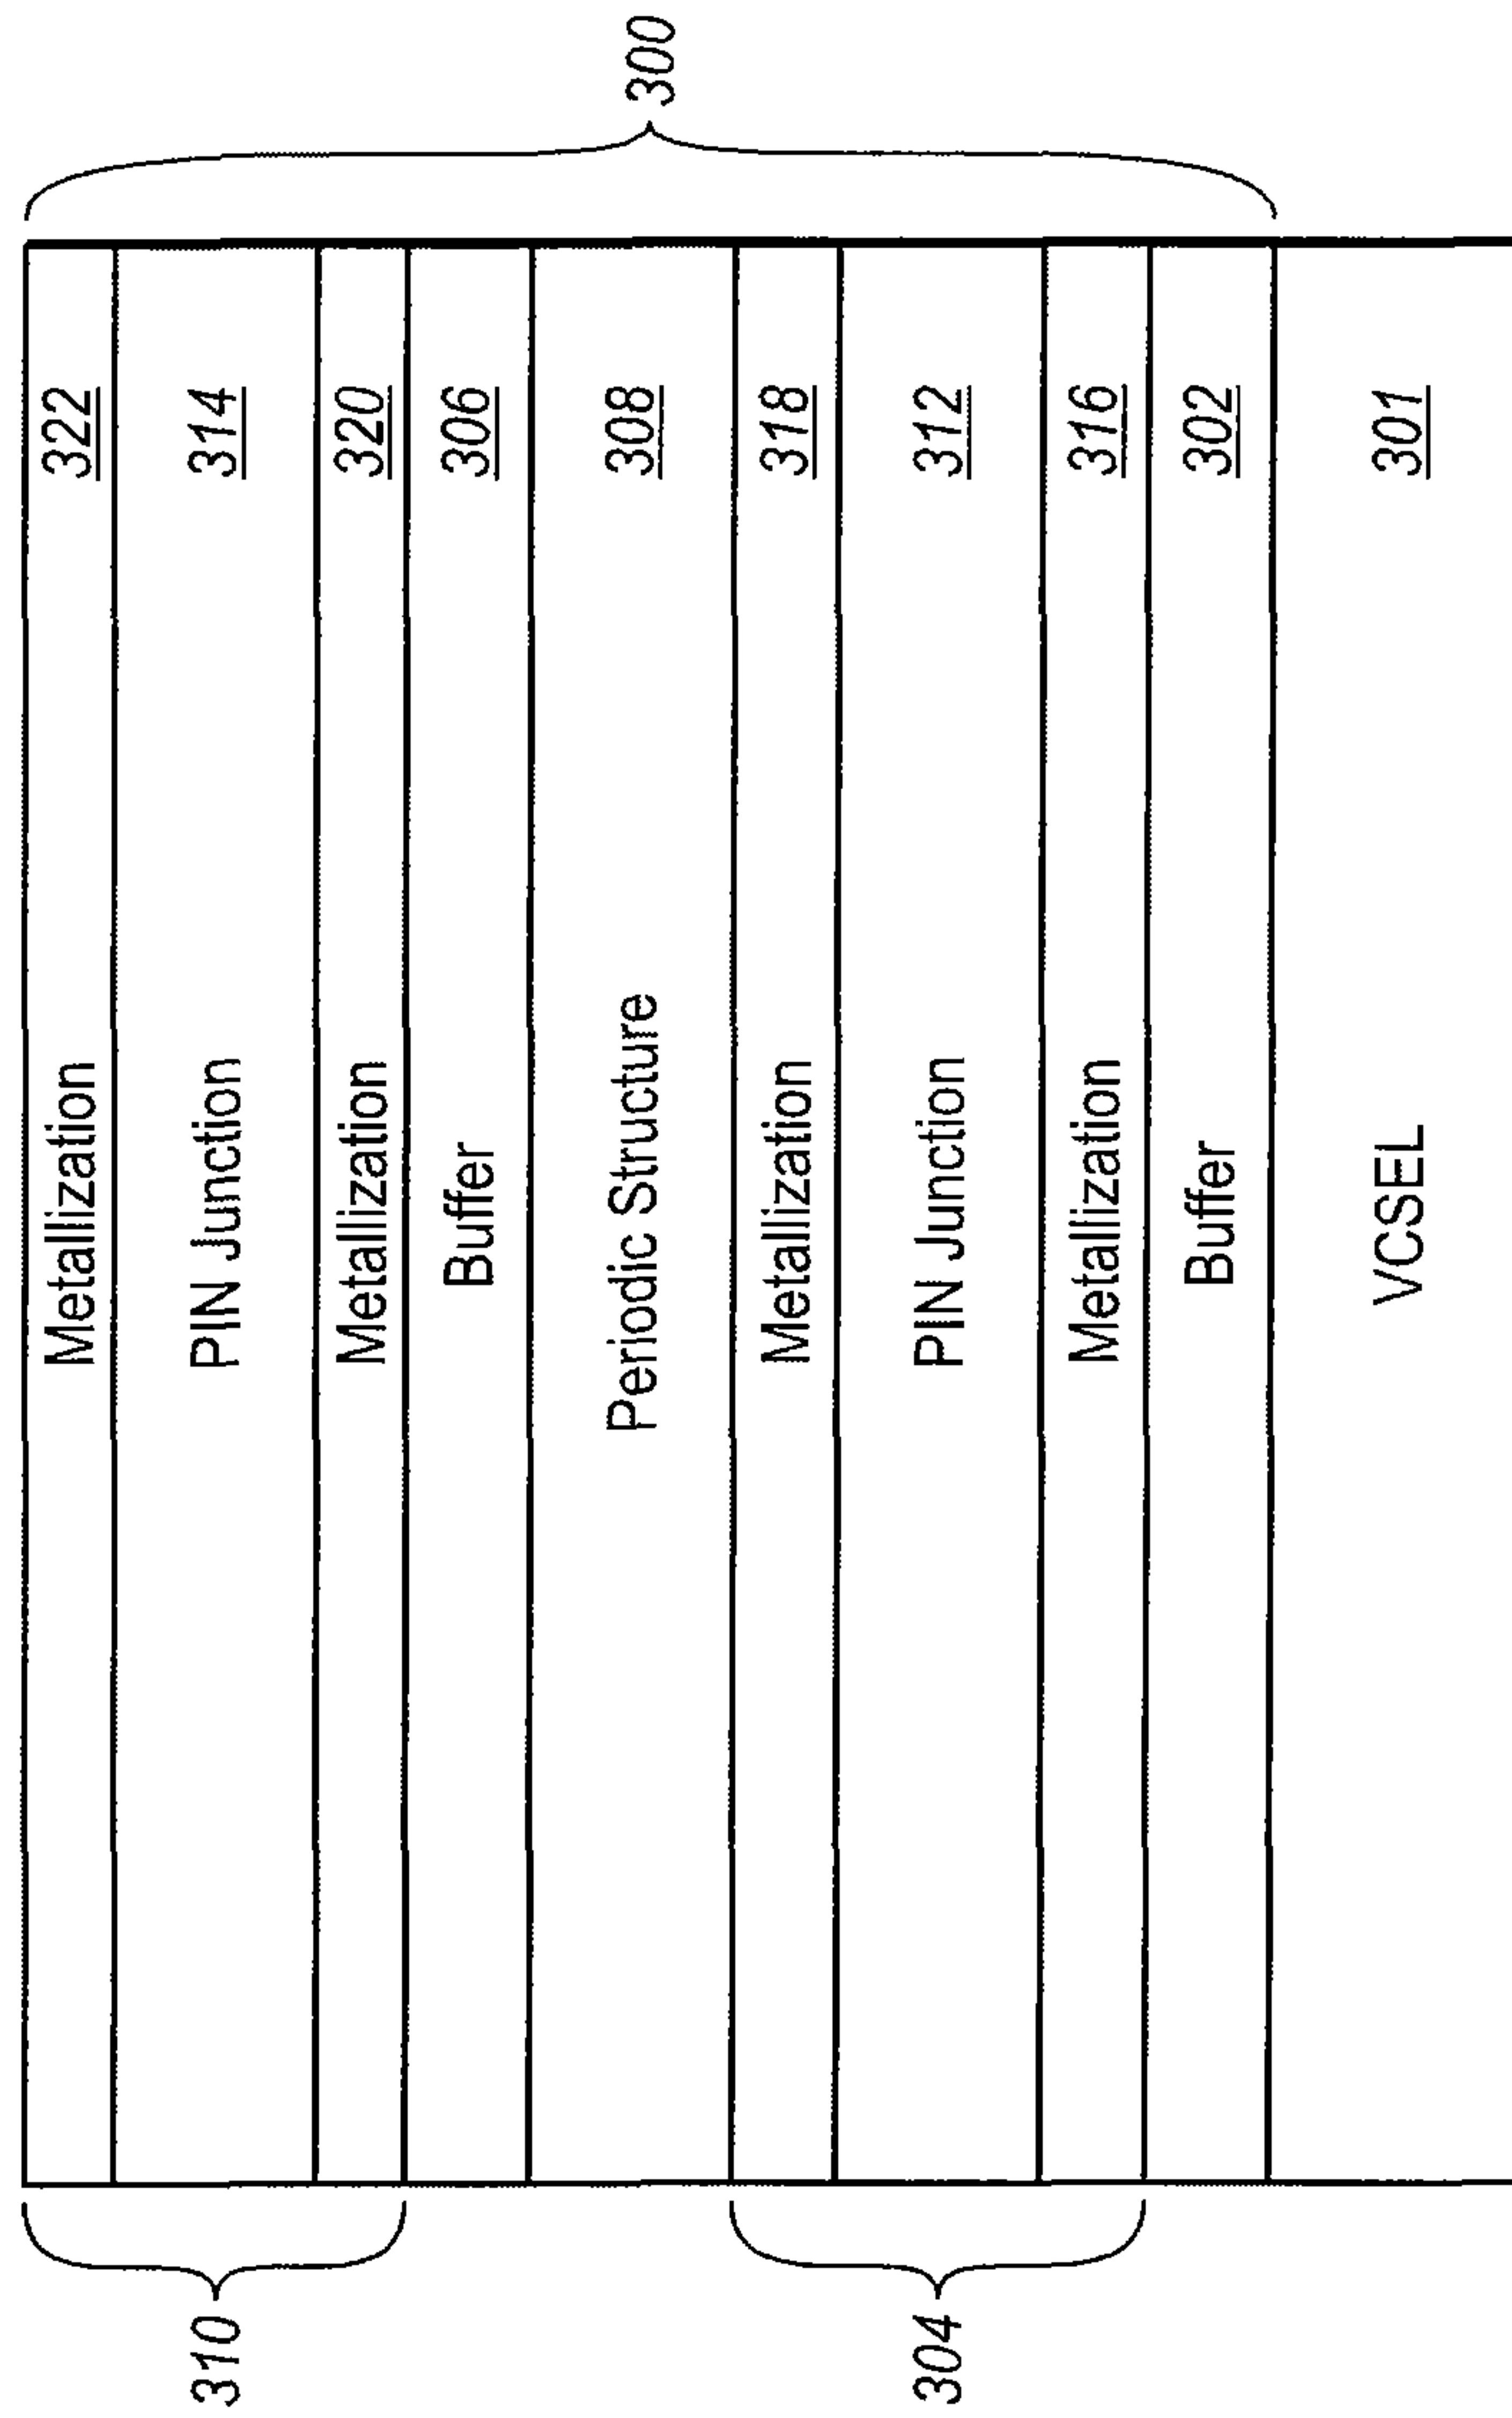 300
Metallization 322
PIN Junction 314
Metallization 320
Buffer 306
Periodic Structure 308
Metallization 318
PIN Junction 312
Metallization 316
Buffer 302
VCSEL 301
310
304